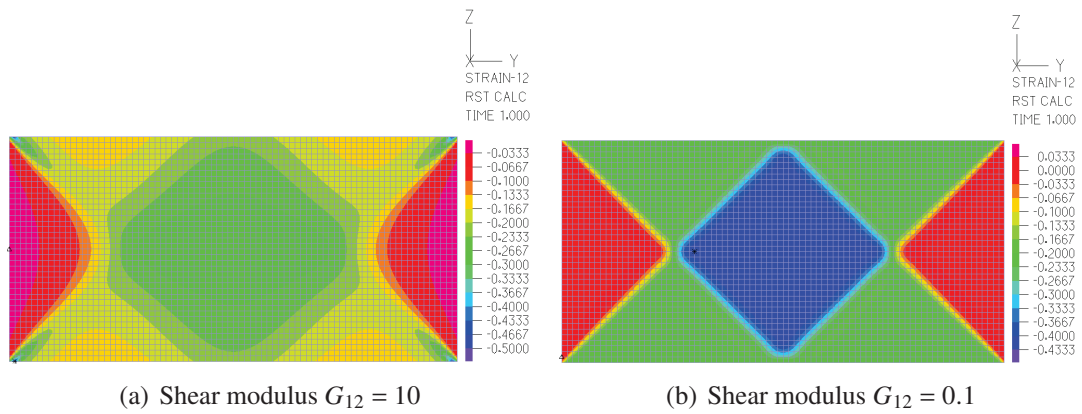 Z
X Y
STRAIN-12
RST CALC
TIME 1.000
-0.0333
-0.0667
-0.1000
-0.1667
-0.2000
-0.2333
-0.2667
-0.3000
-0.3333
-0.3667
-0.4000
-0.4333
-0.4667
-0.5000
(a) Shear modulus G12 = 10
Z
X Y
STRAIN-12
RST CALC
TIME 1.000
0.0333
0.0000
-0.0333
-0.0667
-0.1000
-0.1667
-0.2000
-0.2333
-0.2667
-0.3000
-0.3333
-0.3667
-0.4000
-0.4333
(b) Shear modulus G12 = 0.1